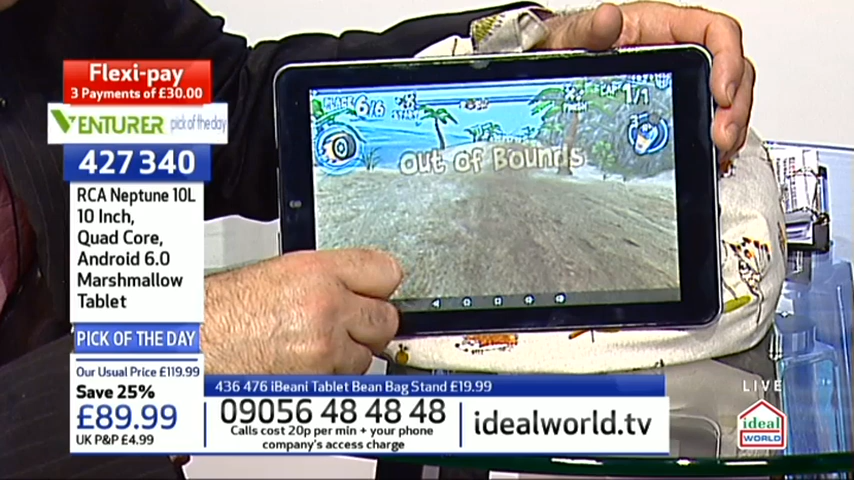 Flexi-pay
3 Payments of £30.00
VENTURER pick of the day
427 340
RCA Neptune 10L
10 Inch,
Quad Core,
Android 6.0
Marshmallow
Tablet
PICK OF THE DAY
Our Usual Price £119.99
Save 25%
£89.99
UK P&P £4.99
6/6
1/1
Out of Bounds
436 476 iBeani Tablet Bean Bag Stand £19.99
09056 48 48 48
Calls cost 20p per min + your phone
company's access charge
idealworld.tv
LIVE
ideal
WORLD